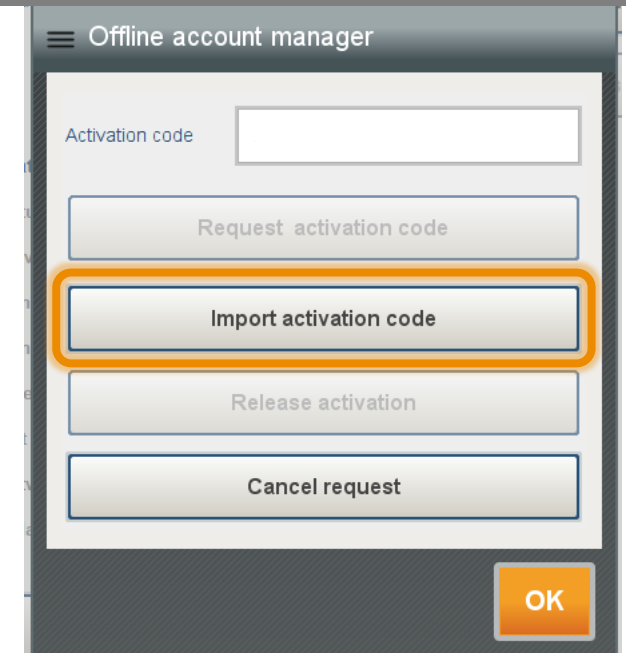 Offline account manager
Activation code
Request activation code
Import activation code
Release activation
Cancel request
OK